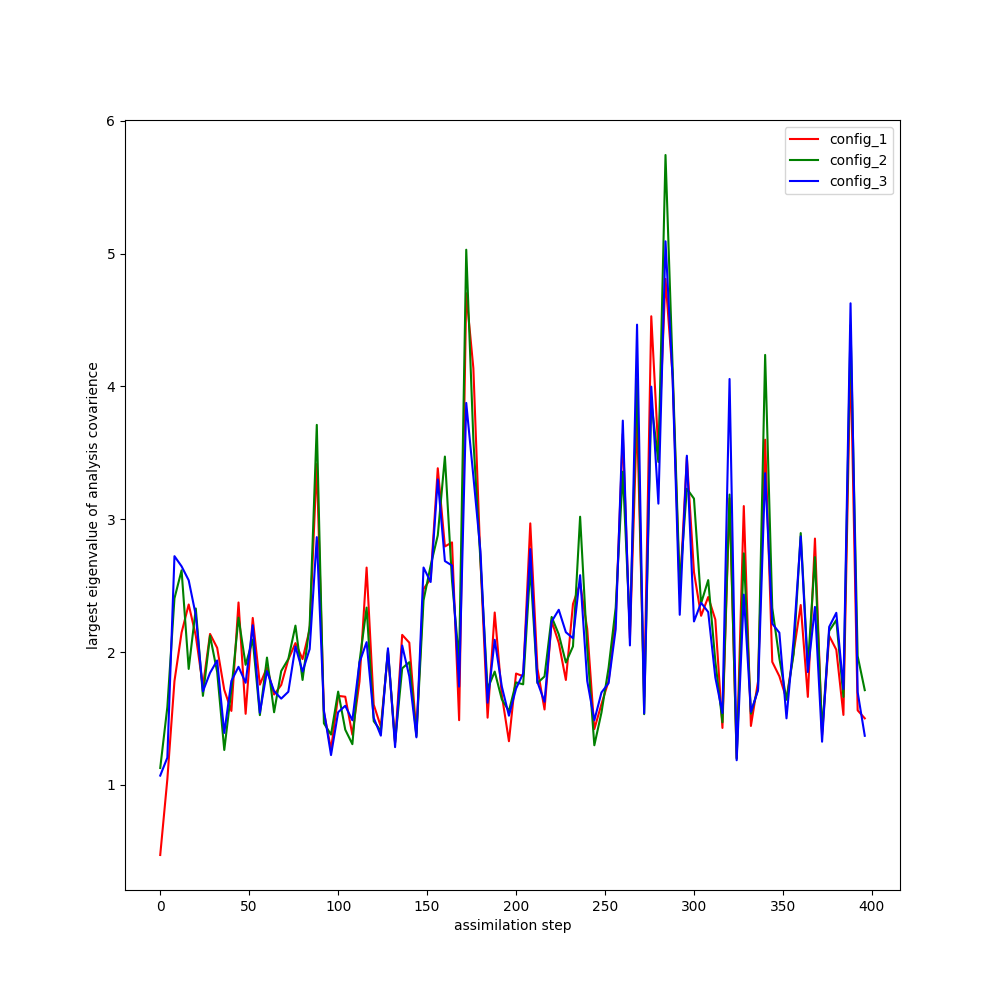 6
5
4
3
2
1
largest eigenvalue of analysis covarience
0 50 100 150 200 250 300 350 400
assimilation step
config_1
config_2
config_3